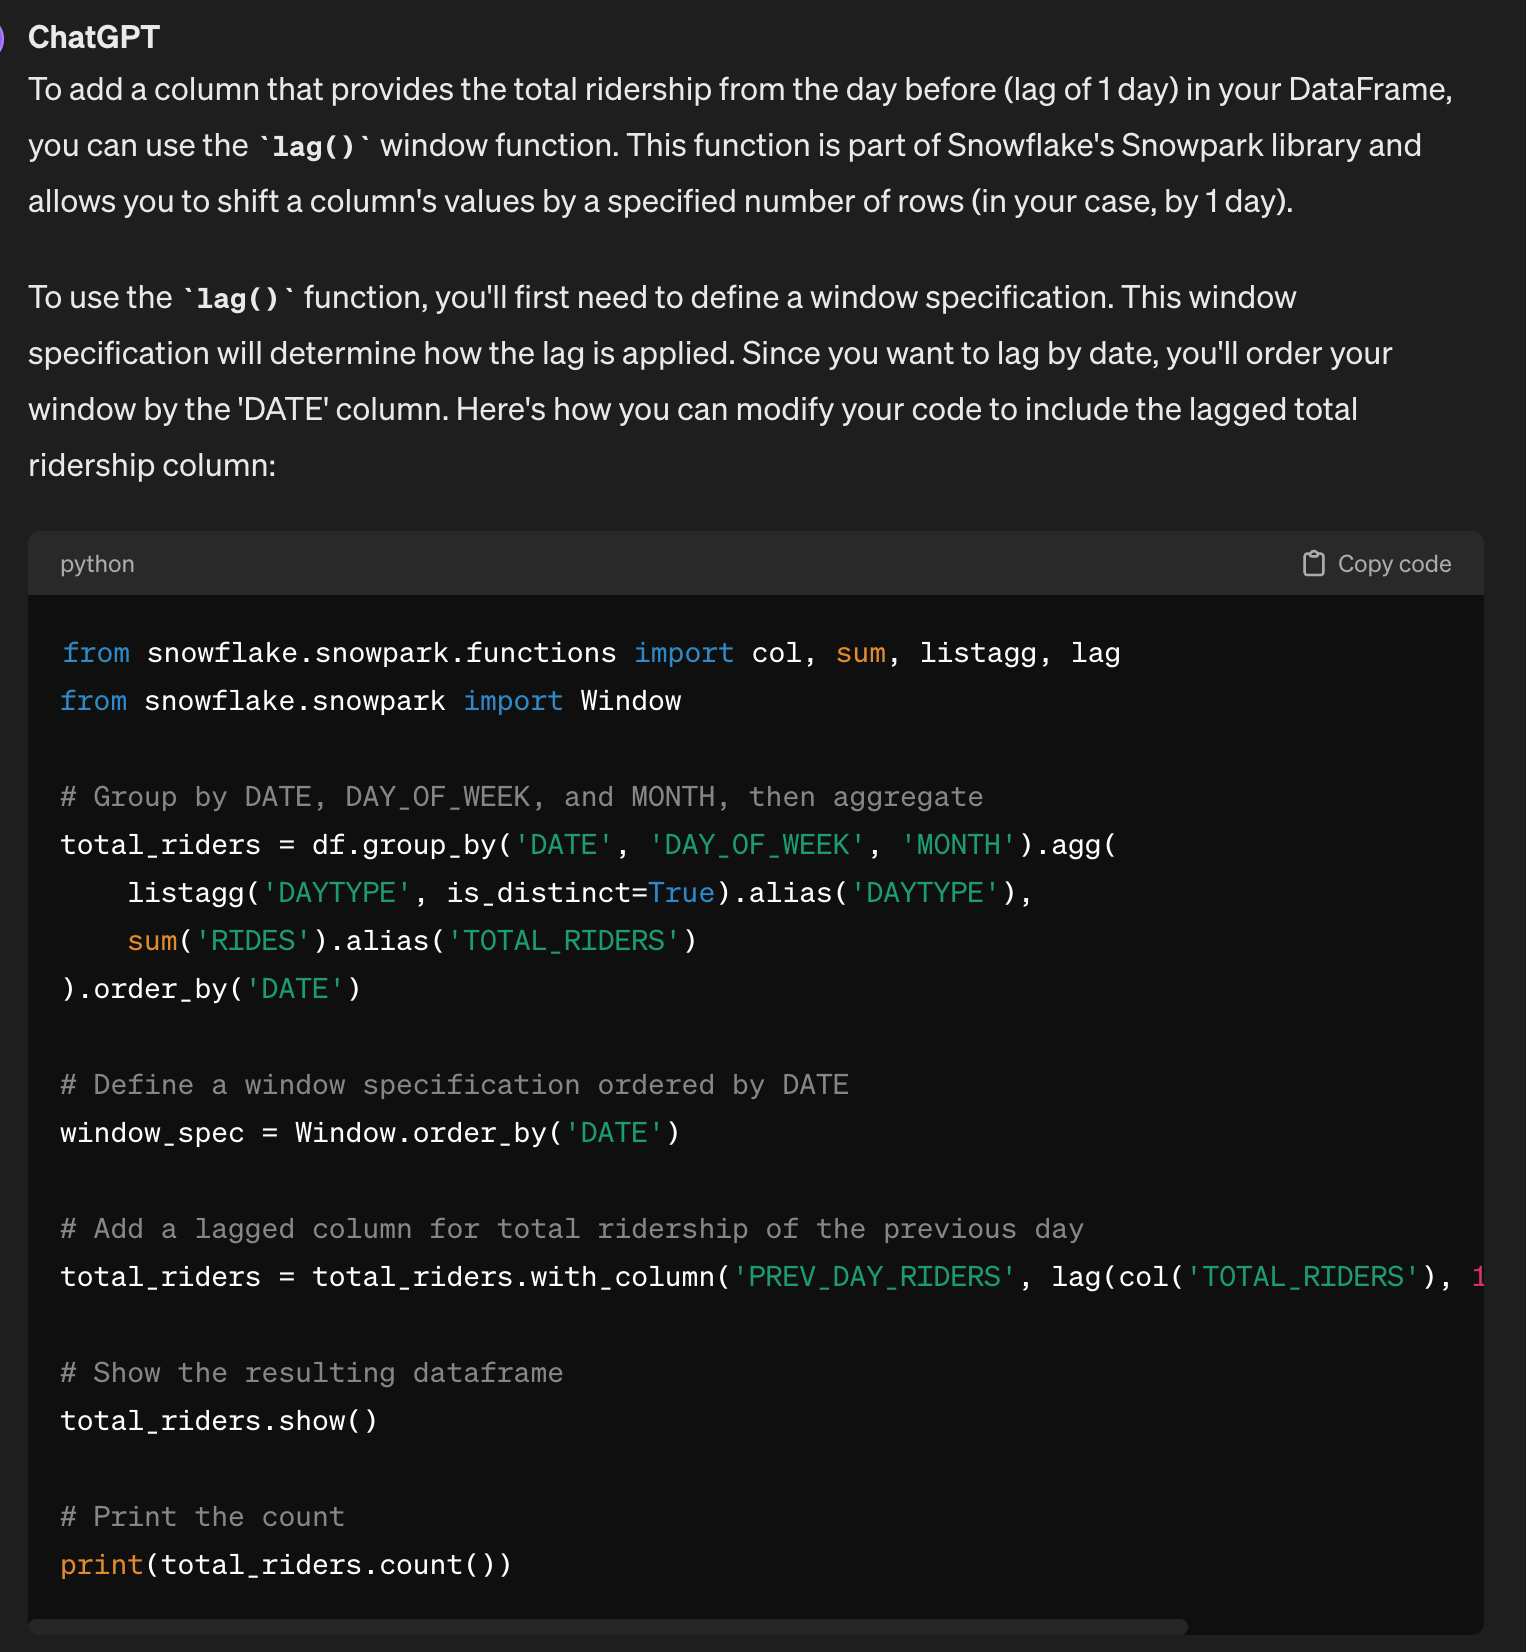 ChatGPT
To add a column that provides the total ridership from the day before (lag of 1 day) in your DataFrame,
you can use the `lag()` window function. This function is part of Snowflake's Snowpark library and
allows you to shift a column's values by a specified number of rows (in your case, by 1 day).
To use the `lag()` function, you'll first need to define a window specification. This window
specification will determine how the lag is applied. Since you want to lag by date, you'll order your
window by the 'DATE' column. Here's how you can modify your code to include the lagged total
ridership column:
python
Copy code
from snowflake.snowpark.functions import col, sum, listagg, lag
from snowflake.snowpark import Window
# Group by DATE, DAY_OF_WEEK, and MONTH, then aggregate
total_riders = df.group_by('DATE', 'DAY_OF_WEEK', 'MONTH').agg(
    listagg('DAYTYPE', is_distinct=True).alias('DAYTYPE'),
    sum('RIDES').alias('TOTAL_RIDERS')
).order_by('DATE')
# Define a window specification ordered by DATE
window_spec = Window.order_by('DATE')
# Add a lagged column for total ridership of the previous day
total_riders = total_riders.with_column('PREV_DAY_RIDERS', lag(col('TOTAL_RIDERS'), 1
# Show the resulting dataframe
total_riders.show()
# Print the count
print(total_riders.count())